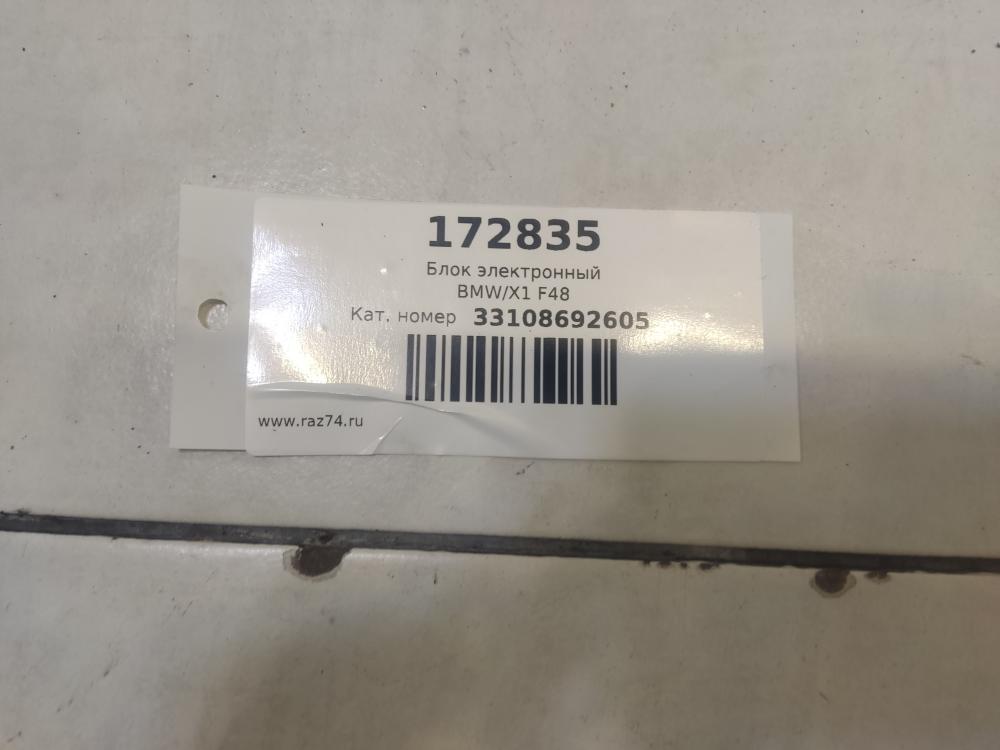 172835
Блок электронный
BMW/X1 F48
Кат. номер 33108692605
www.raz74.ru